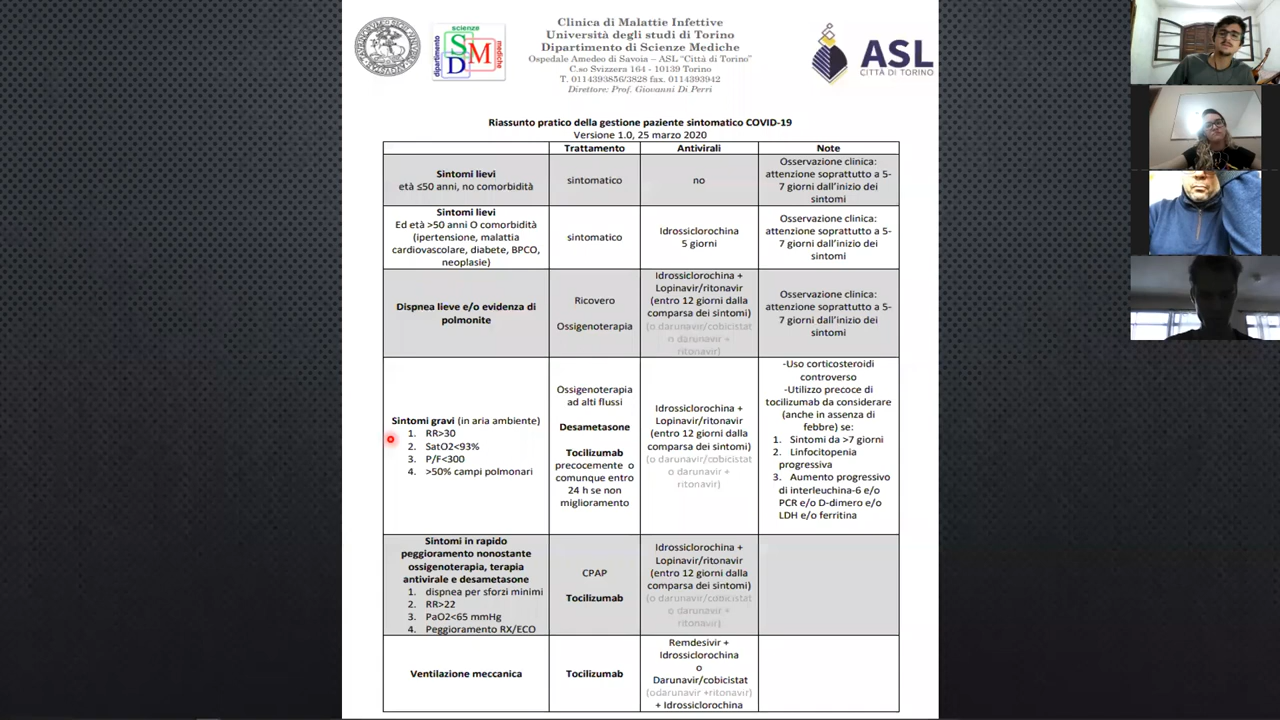 Clinica di Malattie Infettive
Università degli studi di Torino
Dipartimento di Scienze Mediche
Ospedale Amedeo di Savoia – ASL "Città di Torino"
C.so Svizzera 164 - 10139 Torino
T. 0114393856/3828 fax. 0114393942
Direttore: Prof. Giovanni Di Perri
dipartimento
scienze
mediche
S
D
M
ASL
CITTÀ DI TORINO
Riassunto pratico della gestione paziente sintomatico COVID-19
Versione 1.0, 25 marzo 2020
Trattamento
Antivirali
Note
Sintomi lievi
età ≤50 anni, no comorbidità
sintomatico
no
Osservazione clinica:
attenzione soprattutto a 5-
7 giorni dall'inizio dei
sintomi
Sintomi lievi
Ed età >50 anni O comorbidità
(ipertensione, malattia
cardiovascolare, diabete, BPCO,
neoplasie)
sintomatico
Idrossiclorochina
5 giorni
Osservazione clinica:
attenzione soprattutto a 5-
7 giorni dall'inizio dei
sintomi
Dispnea lieve e/o evidenza di
polmonite
Ricovero
Ossigenoterapia
Idrossiclorochina +
Lopinavir/ritonavir
(entro 12 giorni dalla
comparsa dei sintomi)
(o darunavir/cobicistat
o darunavir +
ritonavir)
Osservazione clinica:
attenzione soprattutto a 5-
7 giorni dall'inizio dei
sintomi
Sintomi gravi (in aria ambiente)
1. RR>30
2. SatO2<93%
3. P/F<300
4. >50% campi polmonari
Ossigenoterapia
ad alti flussi
Desametasone
Tocilizumab
precocemente o
comunque entro
24 h se non
miglioramento
Idrossiclorochina +
Lopinavir/ritonavir
(entro 12 giorni dalla
comparsa dei sintomi)
(o darunavir/cobicistat
o darunavir +
ritonavir)
-Uso corticosteroidi
controverso
-Utilizzo precoce di
tocilizumab da considerare
(anche in assenza di
febbre) se:
1. Sintomi da >7 giorni
2. Linfocitopenia
progressiva
3. Aumento progressivo
di interleuchina-6 e/o
PCR e/o D-dimero e/o
LDH e/o ferritina
Sintomi in rapido
peggioramento nonostante
ossigenoterapia, terapia
antivirale e desametasone
1. dispnea per sforzi minimi
2. RR>22
3. PaO2<65 mmHg
4. Peggioramento RX/ECO
CPAP
Tocilizumab
Idrossiclorochina +
Lopinavir/ritonavir
(entro 12 giorni dalla
comparsa dei sintomi)
(o darunavir/cobicistat
o darunavir +
ritonavir)
Ventilazione meccanica
Tocilizumab
Remdesivir +
Idrossiclorochina
o
Darunavir/cobicistat
(odarunavir +ritonavir)
+ Idrossiclorochina